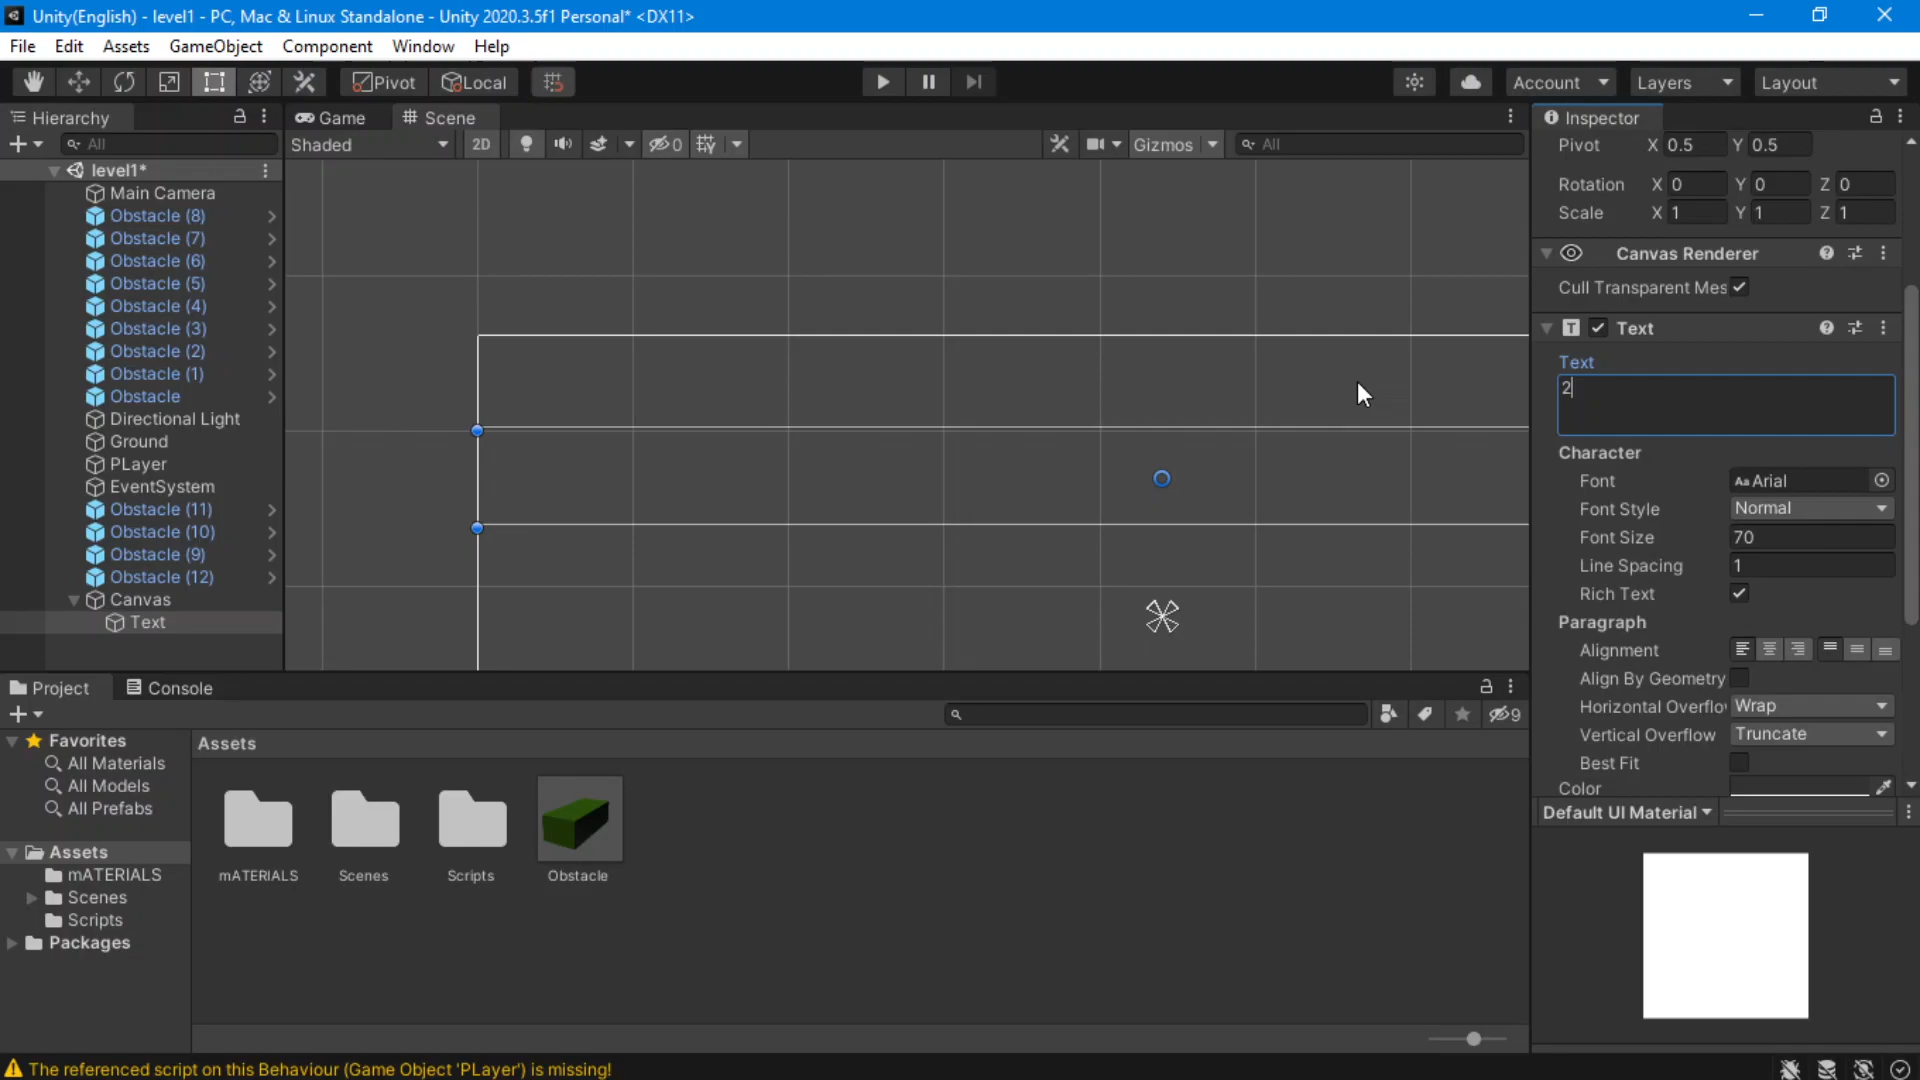 Unity(English) - level1 - PC, Mac & Linux Standalone - Unity 2020.3.5f1 Personal* <DX11>
File Edit Assets GameObject Component Window Help
Pivot Local Account Layers Layout
Hierarchy Game Scene Inspector
All Shaded 2D 0 Gizmos All
Pivot X 0.5 Y 0.5
level1*
Main Camera
Rotation X 0 Y 0 Z 0
Obstacle (8)
Scale X 1 Y 1 Z 1
Obstacle (7)
Canvas Renderer
Obstacle (6)
Cull Transparent Mes
Obstacle (5)
Obstacle (4)
Obstacle (3)
Text
Obstacle (2)
Text
Obstacle (1)
2
Obstacle
Directional Light
Ground
Character
PLayer
Font Aa Arial
EventSystem
Font Style Normal
Obstacle (11)
Font Size 70
Obstacle (10)
Line Spacing 1
Obstacle (9)
Rich Text
Obstacle (12)
Paragraph
Canvas
Alignment
Text
Align By Geometry
Project Console
Horizontal Overflo Wrap
9
Vertical Overflow Truncate
Favorites Assets
Best Fit
All Materials
Color
All Models
All Prefabs
Default UI Material
Assets
mATERIALS
Scenes
Scripts
Packages
mATERIALS Scenes Scripts Obstacle
The referenced script on this Behaviour (Game Object 'PLayer') is missing!